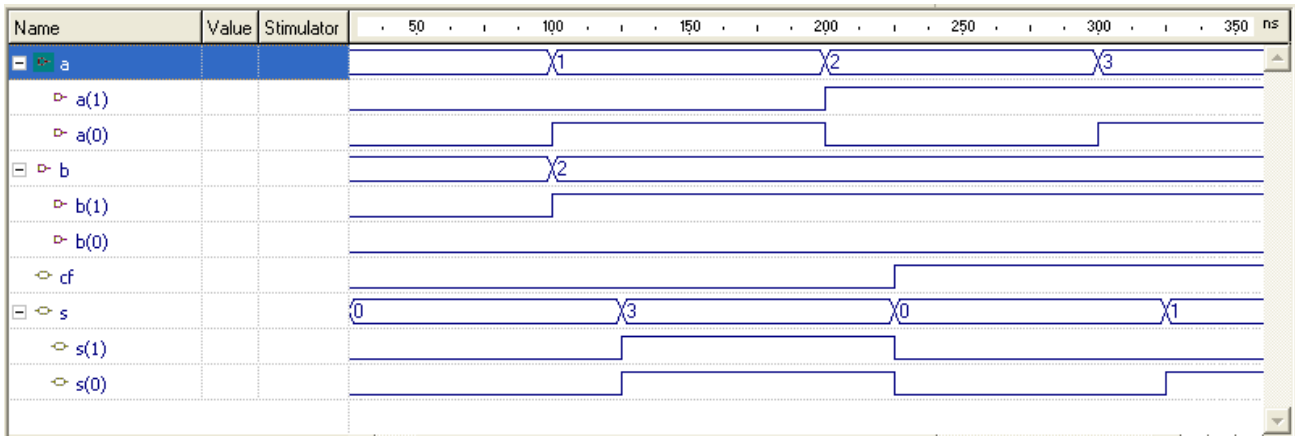 Name Value Stimulator 50 100 150 200 250 300 350 ns
a 1 2 3
a(1)
a(0)
b 2
b(1)
b(0)
cf
s 0 3 0 1
s(1)
s(0)